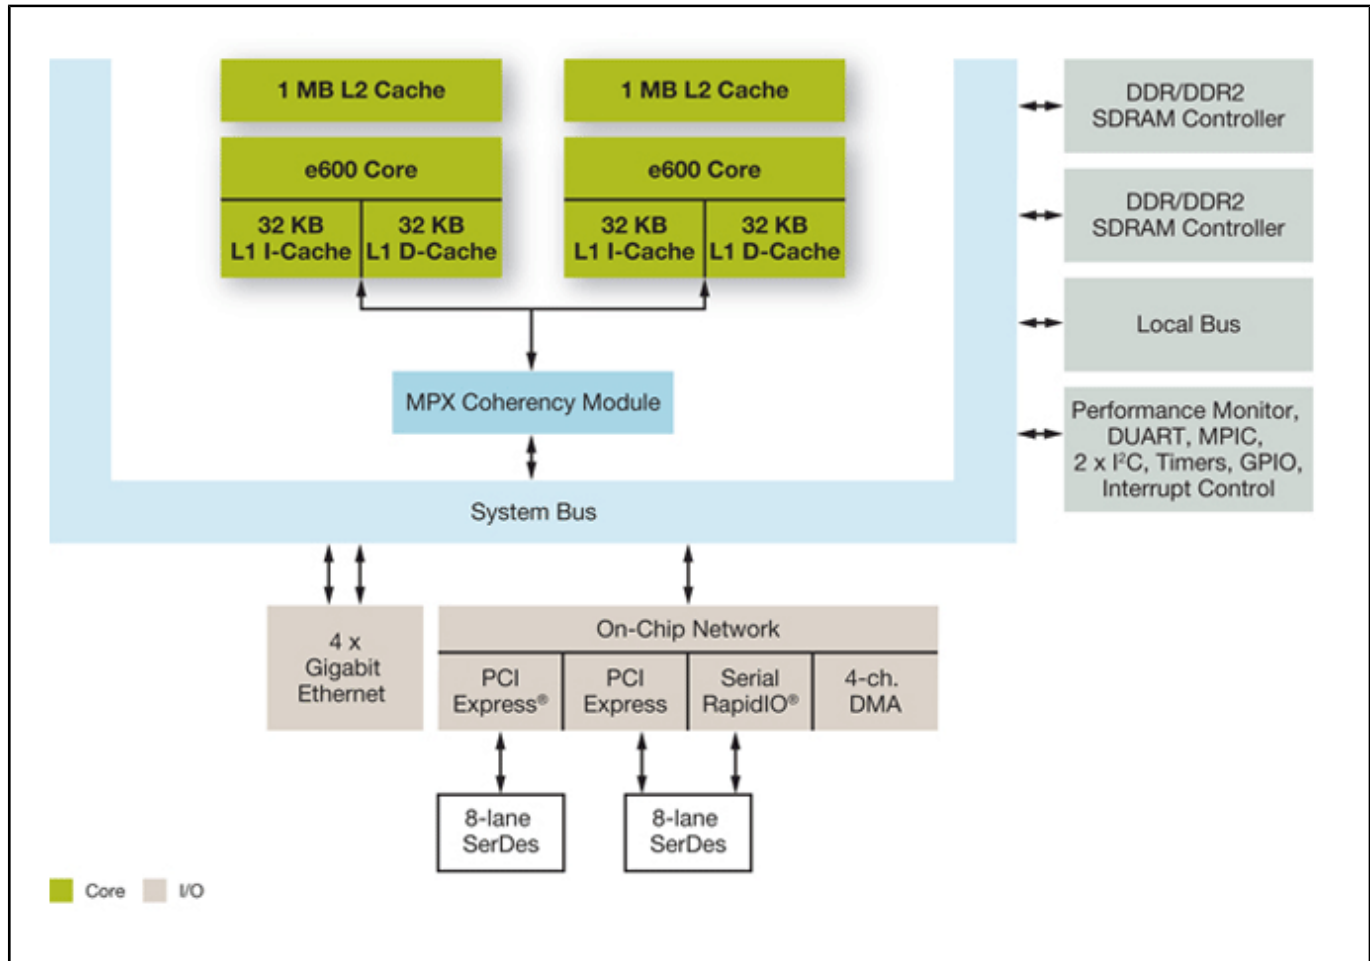 1 MB L2 Cache
1 MB L2 Cache
e600 Core
32 KB
L1 I-Cache
32 KB
L1 D-Cache
e600 Core
32 KB
L1 I-Cache
32 KB
L1 D-Cache
MPX Coherency Module
System Bus
DDR/DDR2
SDRAM Controller
DDR/DDR2
SDRAM Controller
Local Bus
Performance Monitor,
DUART, MPIC,
2 x I²C, Timers, GPIO,
Interrupt Control
4 x
Gigabit
Ethernet
On-Chip Network
PCI
Express®
PCI
Express
Serial
RapidIO®
4-ch.
DMA
8-lane
SerDes
8-lane
SerDes
Core
I/O